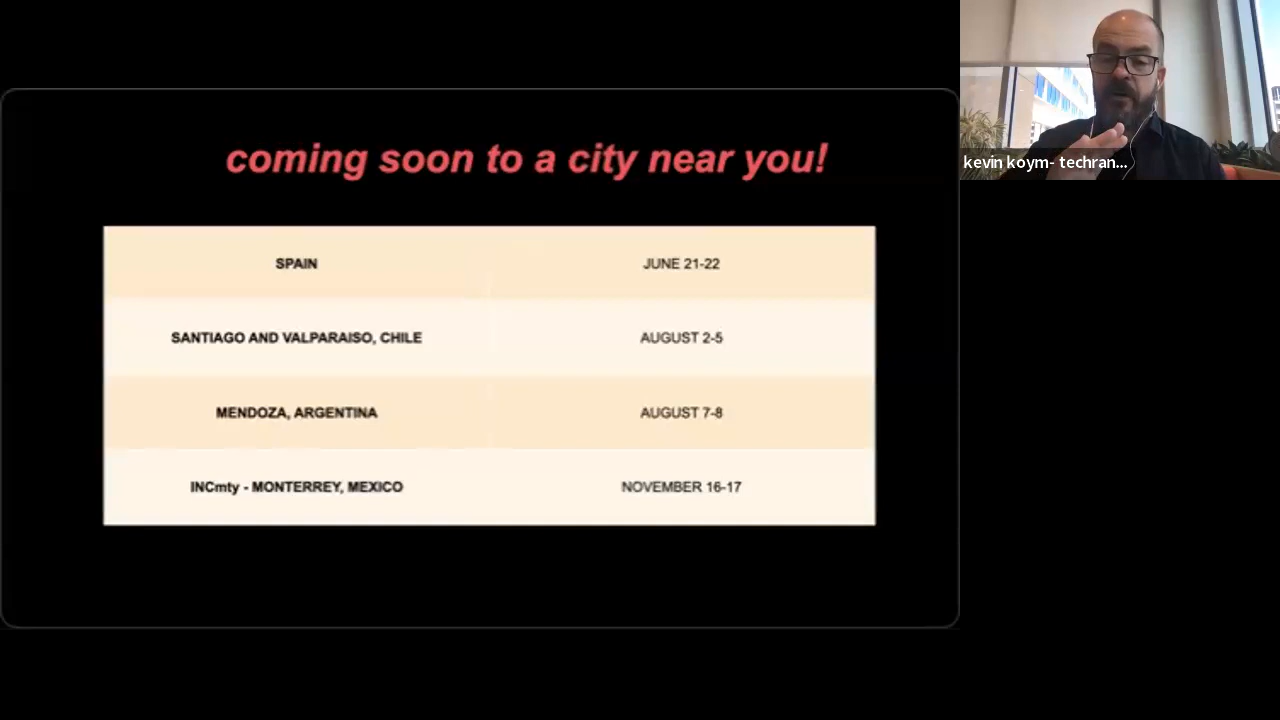 coming soon to a city near you!
SPAIN JUNE 21-22
SANTIAGO AND VALPARAISO, CHILE AUGUST 2-5
MENDOZA, ARGENTINA AUGUST 7-8
INCmty - MONTERREY, MEXICO NOVEMBER 16-17
kevin koym- techran...